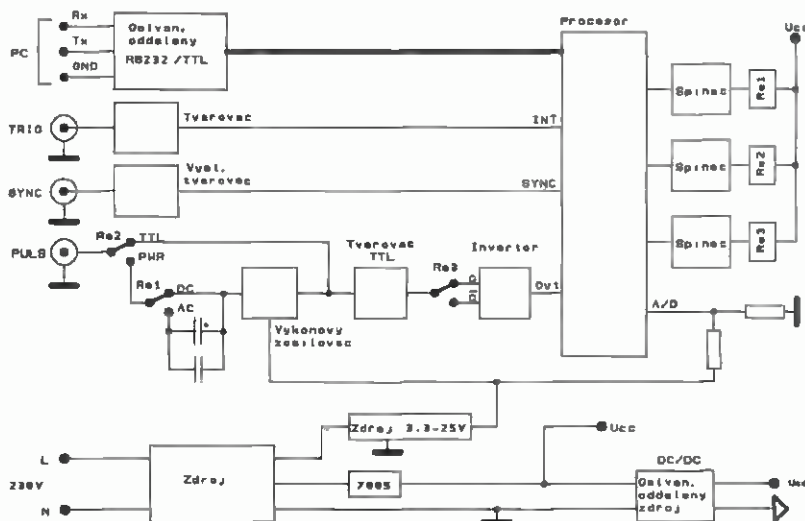 Rx
Tx
GND
PC
Galvan.
oddeleny
RS232/TTL
Procesor
Ucc
TRIG
Tvarovac
INT
Spinac
Re1
SYNC
Vysl.
tvarovac
SYNC
Spinac
Re2
PULS
Re2
TTL
PWR
Tvarovac
TTL
Invertor
Spinac
Re3
Re1
DC
AC
+
Re3
Out
A/D
Vykonovy
zesilovac
Zdroj 3.3-25V
Ucc
L
230V
N
Zdroj
7805
DC/DC
Galvan.
oddeleny
zdroj